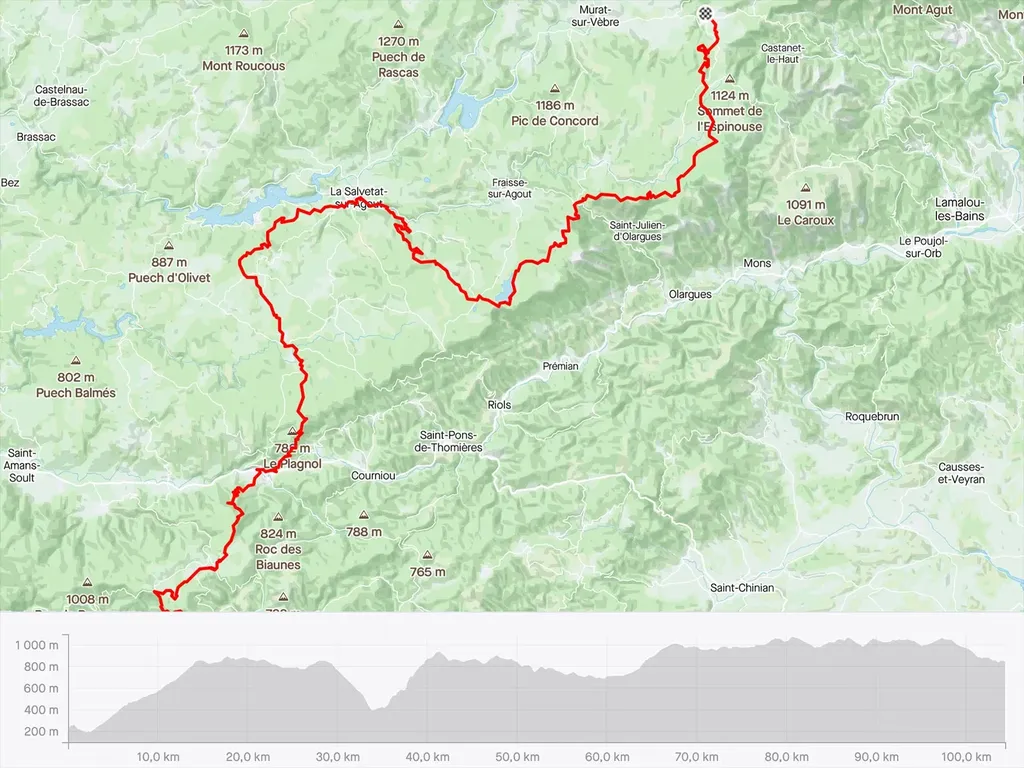 Murat-
sur-Vèbre
Mont Agut
1270 m
Puech de
Rascas
1173 m
Mont Roucous
Castanet-
le-Haut
Castelnau-
de-Brassac
1186 m
Pic de Concord
1124 m
Sommet de
l'Espinouse
Brassac
Bez
La Salvetat-
sur-Agout
Fraisse-
sur-Agout
1091 m
Le Caroux
Lamalou-
les-Bains
Saint-Julien-
d'Olargues
Le Poujol-
sur-Orb
887 m
Puech d'Olivet
Mons
Olargues
802 m
Puech Balmés
Prémian
Riols
Roquebrun
Saint-Pons-
de-Thomières
Le Plagnol
Saint-
Amans-
Soult
Courniou
Causses-
et-Veyran
824 m
Roc des
Biaunes
788 m
765 m
1008 m
Saint-Chinian
1 000 m
800 m
600 m
400 m
200 m
10,0 km
20,0 km
30,0 km
40,0 km
50,0 km
60,0 km
70,0 km
80,0 km
90,0 km
100,0 km